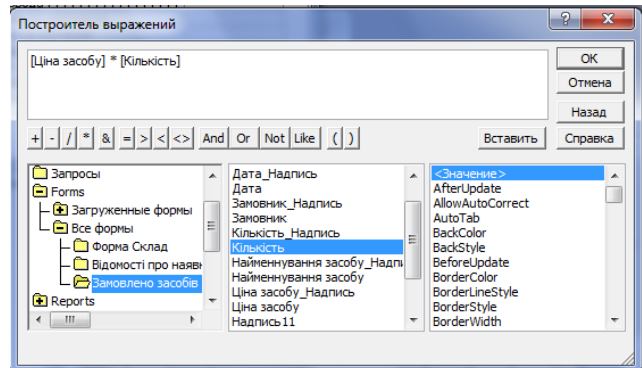 Построитель выражений
[Ціна засобу] * [Кількість]
OK
Отмена
Назад
+ - / * & = > < <> And Or Not Like ( )
Вставить
Справка
Запросы
Forms
Загруженные формы
Все формы
Форма Склад
Відомості про наявн
Замовлено засобів
Reports
Дата_Надпись
Дата
Замовник_Надпись
Замовник
Кількість_Надпись
Кількість
Найменнування засобу_Надпи
Найменнування засобу
Ціна засобу_Надпись
Ціна засобу
Надпись11
<Значение>
AfterUpdate
AllowAutoCorrect
AutoTab
BackColor
BackStyle
BeforeUpdate
BorderColor
BorderLineStyle
BorderStyle
BorderWidth